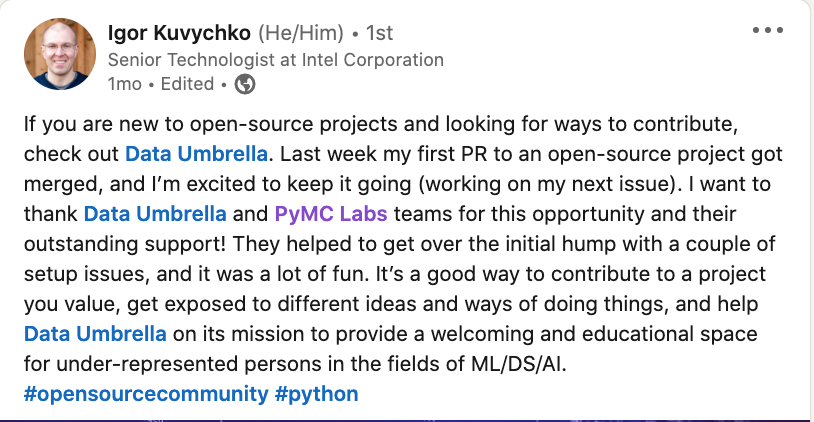 Igor Kuvychko (He/Him) • 1st
Senior Technologist at Intel Corporation
1mo • Edited •
If you are new to open-source projects and looking for ways to contribute,
check out Data Umbrella. Last week my first PR to an open-source project got
merged, and I’m excited to keep it going (working on my next issue). I want to
thank Data Umbrella and PyMC Labs teams for this opportunity and their
outstanding support! They helped to get over the initial hump with a couple of
setup issues, and it was a lot of fun. It’s a good way to contribute to a project
you value, get exposed to different ideas and ways of doing things, and help
Data Umbrella on its mission to provide a welcoming and educational space
for under-represented persons in the fields of ML/DS/AI.
#opensourcecommunity #python